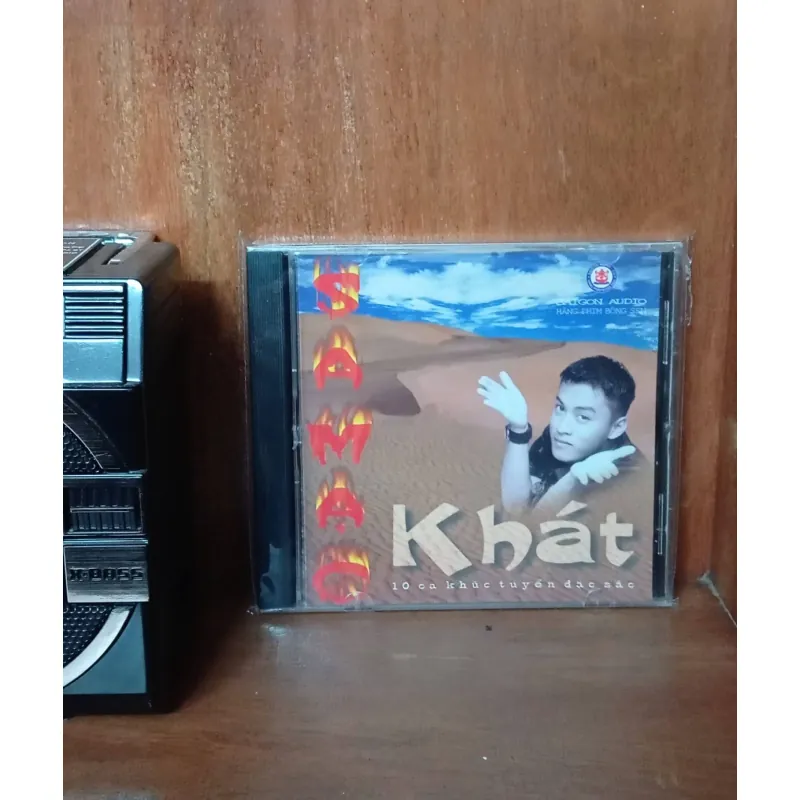 SA MẠC
SAIGON AUDIO
HÃNG PHIM BÔNG SEN
Khát
10 ca khúc tuyển đặc sắc
X-BASS